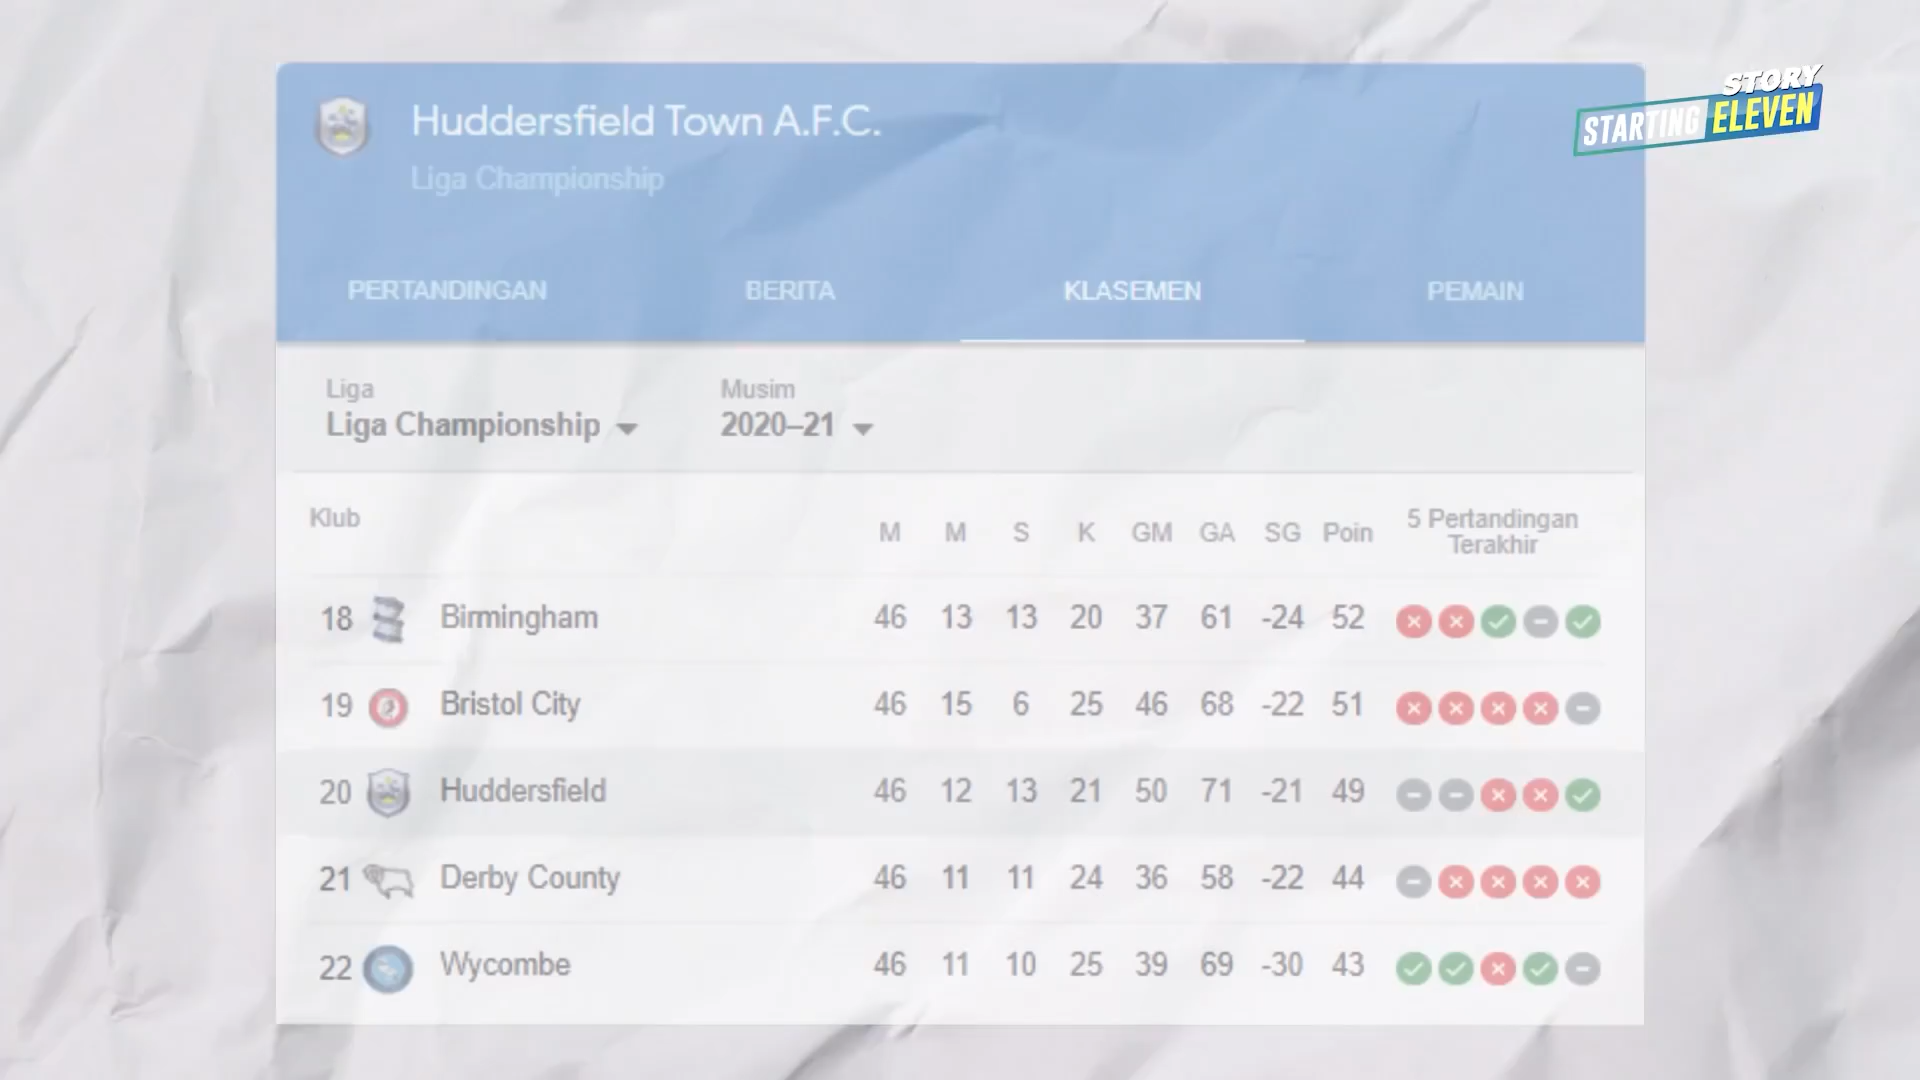 STORY
STARTING ELEVEN
Huddersfield Town A.F.C.
Liga Championship
PERTANDINGAN BERITA KLASEMEN PEMAIN
Liga Musim
Liga Championship 2020–21
Klub M M S K GM GA SG Poin 5 Pertandingan
Terakhir
18 Birmingham 46 13 13 20 37 61 -24 52
19 Bristol City 46 15 6 25 46 68 -22 51
20 Huddersfield 46 12 13 21 50 71 -21 49
21 Derby County 46 11 11 24 36 58 -22 44
22 Wycombe 46 11 10 25 39 69 -30 43